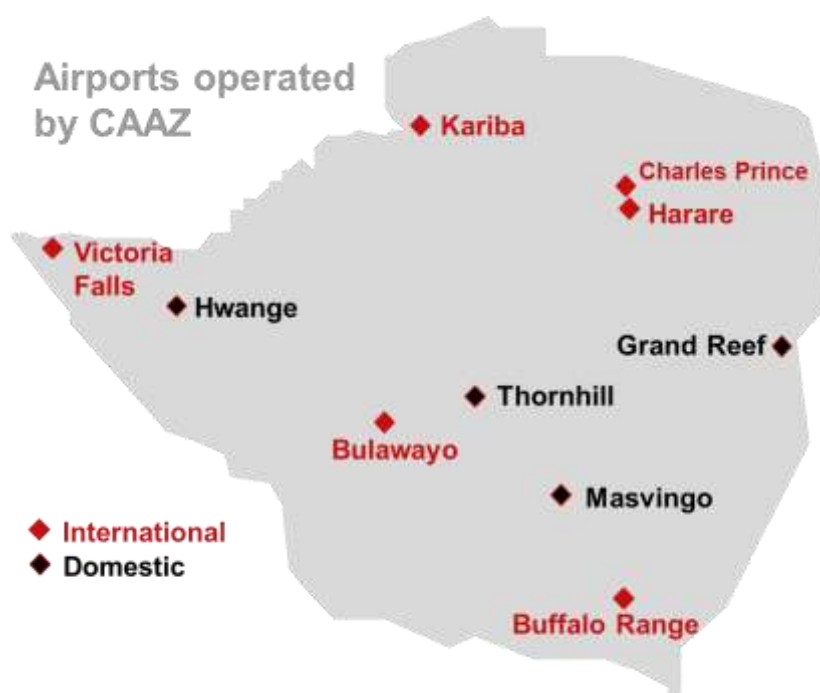 Airports operated
by CAAZ
Kariba
Charles Prince
Harare
Victoria
Falls
Hwange
Grand Reef
Thornhill
Bulawayo
Masvingo
International
Domestic
Buffalo Range